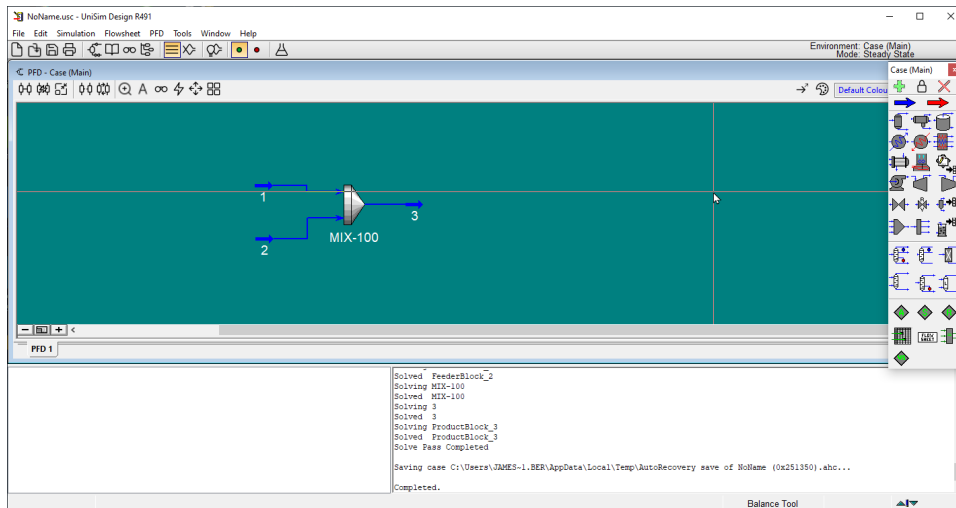 NoName.usc - UniSim Design R491
File Edit Simulation Flowsheet PFD Tools Window Help
Environment: Case (Main)
Mode: Steady State
PFD - Case (Main)
Case (Main)
A
Default Colou
1
3
2
MIX-100
FLEX
SHEET
PFD 1
Solved FeederBlock_2
Solving MIX-100
Solved MIX-100
Solving 3
Solved 3
Solving ProductBlock_3
Solved ProductBlock_3
Solve Pass Completed
Saving case C:\Users\JAMES~1.BER\AppData\Local\Temp\AutoRecovery save of NoName (0x251350).ahc...
Completed.
Balance Tool